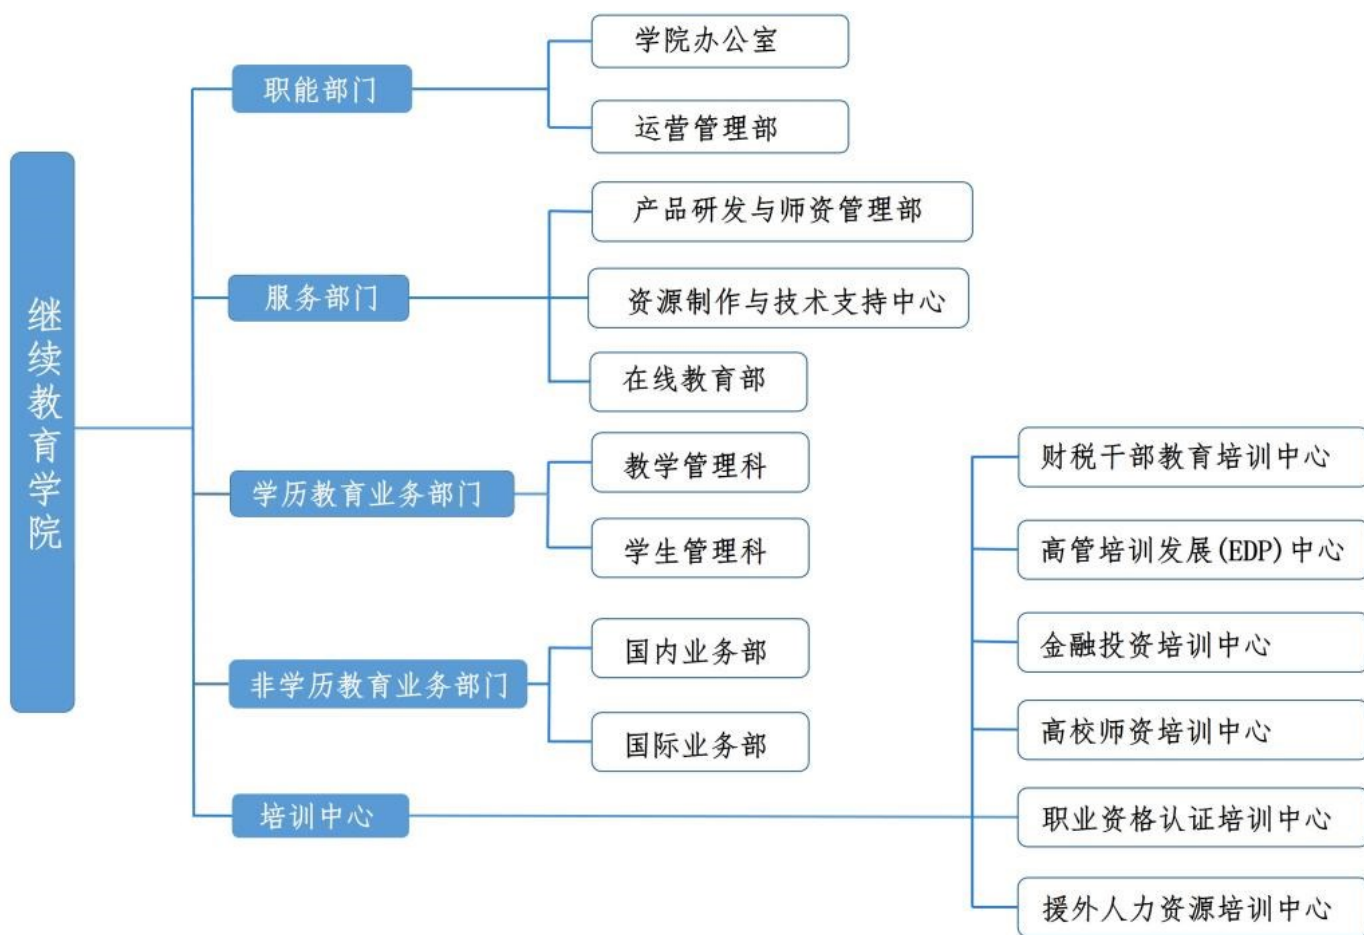 继续教育学院
职能部门
学院办公室
运营管理部
服务部门
产品研发与师资管理部
资源制作与技术支持中心
在线教育部
学历教育业务部门
教学管理科
学生管理科
非学历教育业务部门
国内业务部
国际业务部
培训中心
财税干部教育培训中心
高管培训发展(EDP)中心
金融投资培训中心
高校师资培训中心
职业资格认证培训中心
援外人力资源培训中心